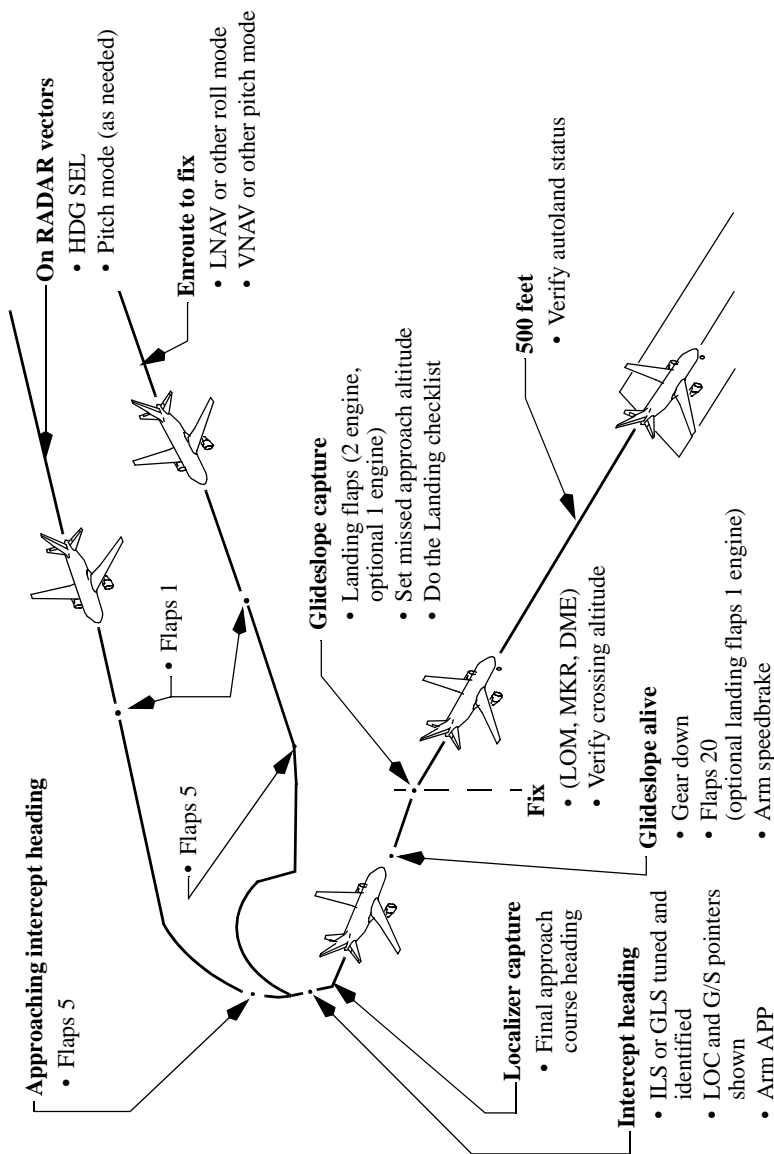 On RADAR vectors
• HDG SEL
• Pitch mode (as needed)
Enroute to fix
• LNAV or other roll mode
• VNAV or other pitch mode
• Flaps 1
Approaching intercept heading
• Flaps 5
• Flaps 5
Localizer capture
• Final approach
course heading
Intercept heading
• ILS or GLS tuned and
identified
• LOC and G/S pointers
shown
• Arm APP
Glideslope alive
• Gear down
• Flaps 20
(optional landing flaps 1 engine)
• Arm speedbrake
Glideslope capture
• Landing flaps (2 engine,
optional 1 engine)
• Set missed approach altitude
• Do the Landing checklist
Fix
• (LOM, MKR, DME)
• Verify crossing altitude
500 feet
• Verify autoland status